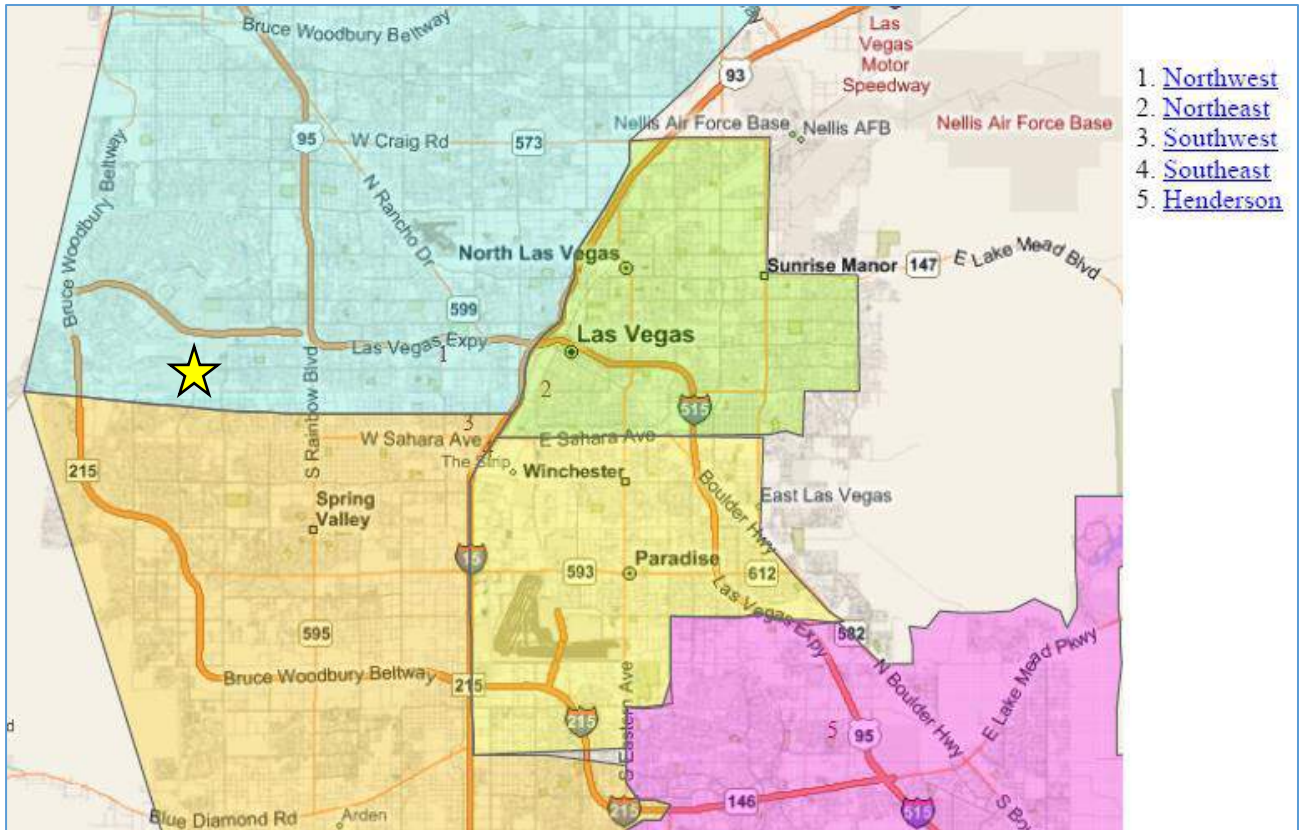 Bruce Woodbury Beltway
Las
Vegas
Motor
Speedway
93
1. Northwest
2. Northeast
3. Southwest
4. Southeast
5. Henderson
Nellis Air Force Base
Nellis AFB
Nellis Air Force Base
95
W Craig Rd
573
Bruce Woodbury Beltway
N Rancho Dr
North Las Vegas
Sunrise Manor
147
E Lake Mead Blvd
599
Las Vegas Expy
1
Las Vegas
S Rainbow Blvd
2
515
3
W Sahara Ave
4
E Sahara Ave
The Strip
Winchester
215
Boulder Hwy
East Las Vegas
Spring
Valley
15
593
Paradise
612
Las Vegas Expy
595
582
N Boulder Hwy
E Lake Mead Pkwy
Bruce Woodbury Beltway
215
S Eastern Ave
215
5
95
d
146
215
515
Blue Diamond Rd
Arden